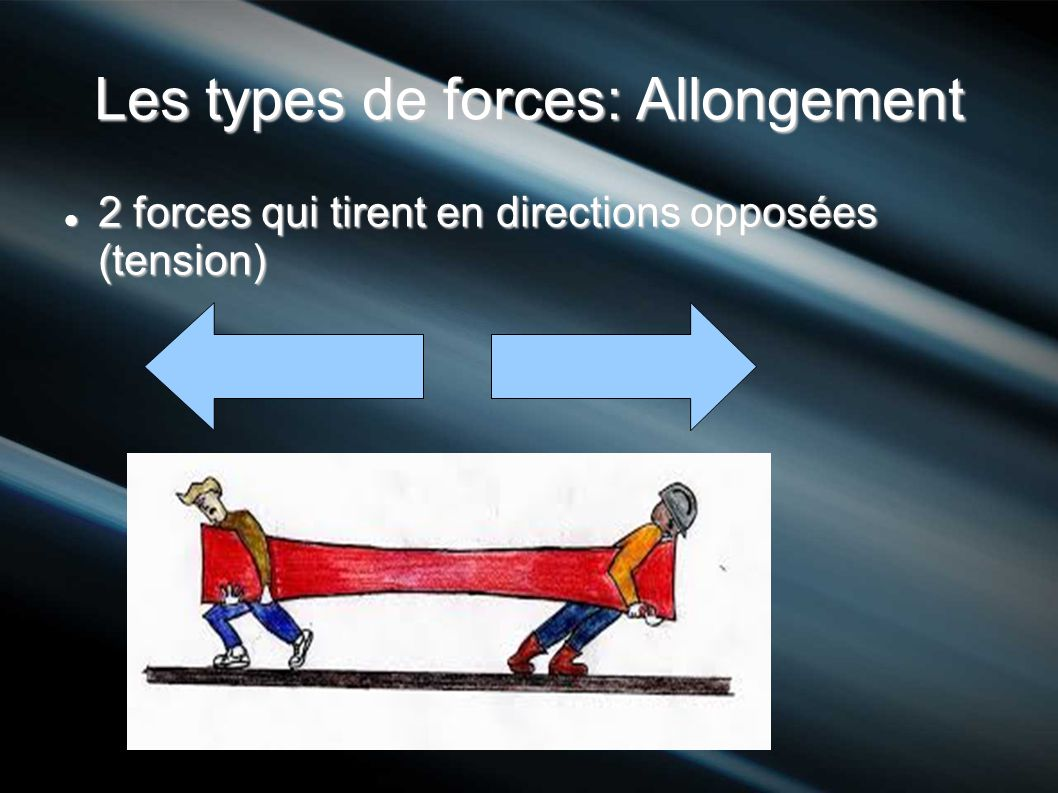 Les types de forces: Allongement
● 2 forces qui tirent en directions opposées
(tension)